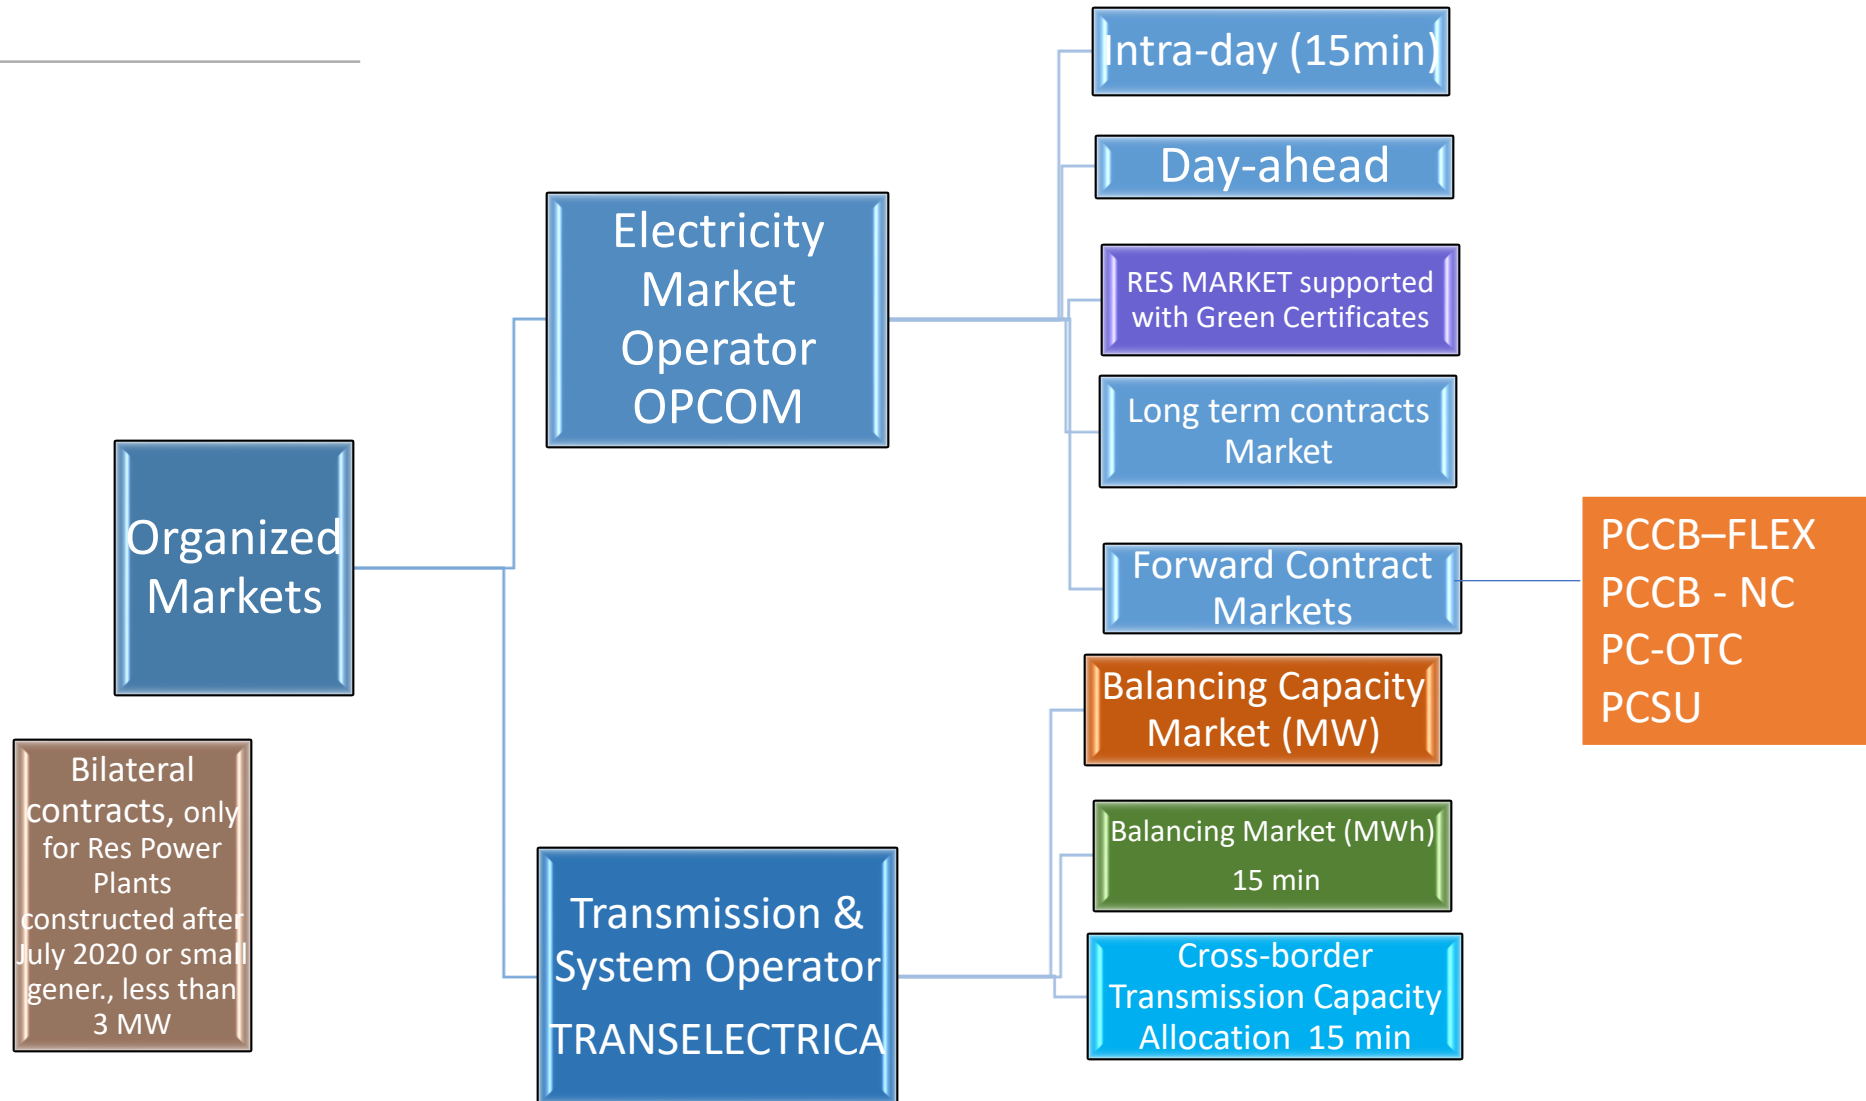 Intra-day (15min)
Day-ahead
RES MARKET supported
with Green Certificates
Long term contracts
Market
Forward Contract
Markets
PCCB–FLEX
PCCB - NC
PC-OTC
PCSU
Electricity
Market
Operator
OPCOM
Organized
Markets
Bilateral
contracts, only
for Res Power
Plants
constructed after
July 2020 or small
gener., less than
3 MW
Transmission &
System Operator
TRANSELECTRICA
Balancing Capacity
Market (MW)
Balancing Market (MWh)
15 min
Cross-border
Transmission Capacity
Allocation 15 min